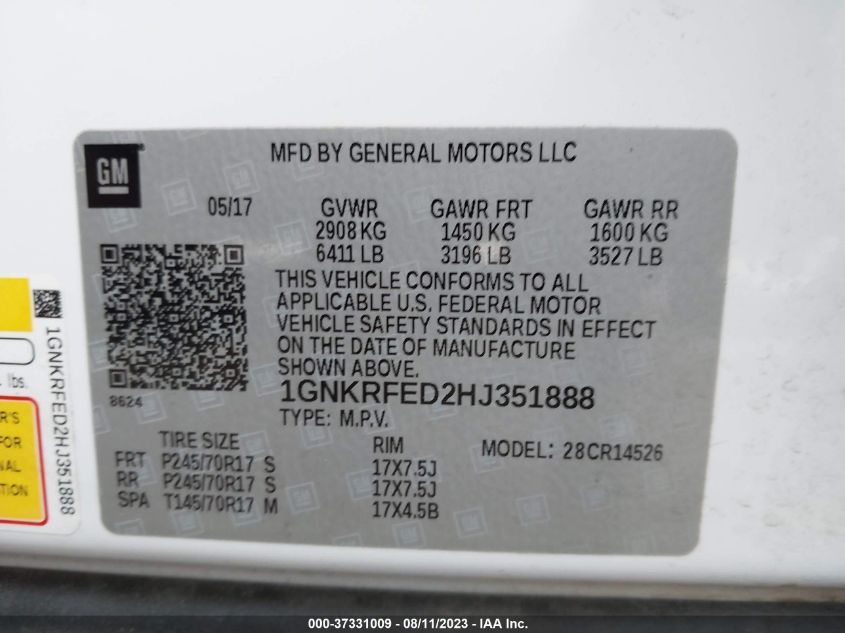 GM
MFD BY GENERAL MOTORS LLC
05/17 GVWR GAWR FRT GAWR RR
2908 KG 1450 KG 1600 KG
6411 LB 3196 LB 3527 LB
THIS VEHICLE CONFORMS TO ALL
APPLICABLE U.S. FEDERAL MOTOR
VEHICLE SAFETY STANDARDS IN EFFECT
ON THE DATE OF MANUFACTURE
SHOWN ABOVE.
8624
1GNKRFED2HJ351888
TYPE: M.P.V.
TIRE SIZE RIM MODEL: 28CR14526
FRT P245/70R17 S 17X7.5J
RR P245/70R17 S 17X7.5J
SPA T145/70R17 M 17X4.5B
1GNKRFED2HJ351888
lbs.
R'S
FOR
NAL
TION
000-37331009 - 08/11/2023 - IAA Inc.